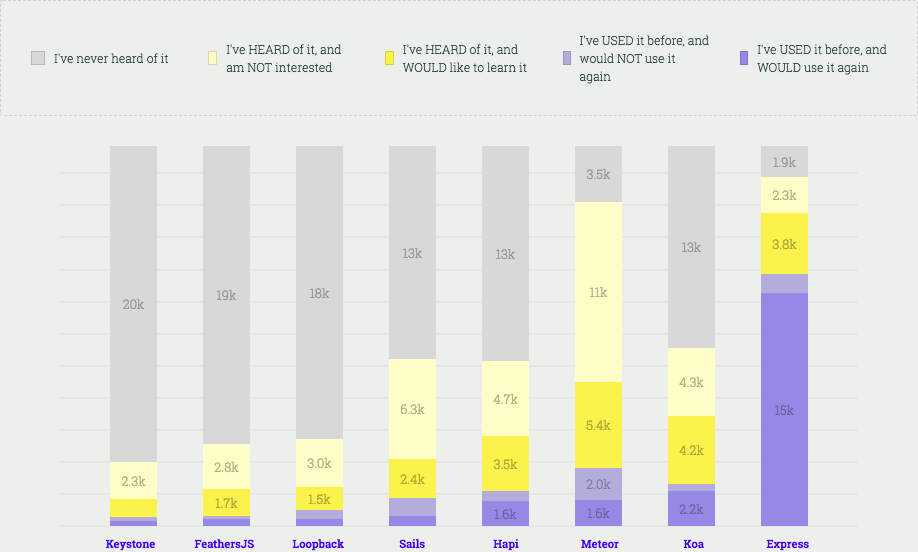 I've never heard of it
I've HEARD of it, and
am NOT interested
I've HEARD of it, and
WOULD like to learn it
I've USED it before, and
would NOT use it
again
I've USED it before, and
WOULD use it
again
20k
2.3k
19k
2.8k
1.7k
18k
3.0k
1.5k
13k
6.3k
2.4k
13k
4.7k
3.5k
1.6k
3.5k
11k
5.4k
2.0k
1.6k
13k
4.3k
4.2k
2.2k
1.9k
2.3k
3.8k
15k
Keystone
FeathersJS
Loopback
Sails
Hapi
Meteor
Koa
Express